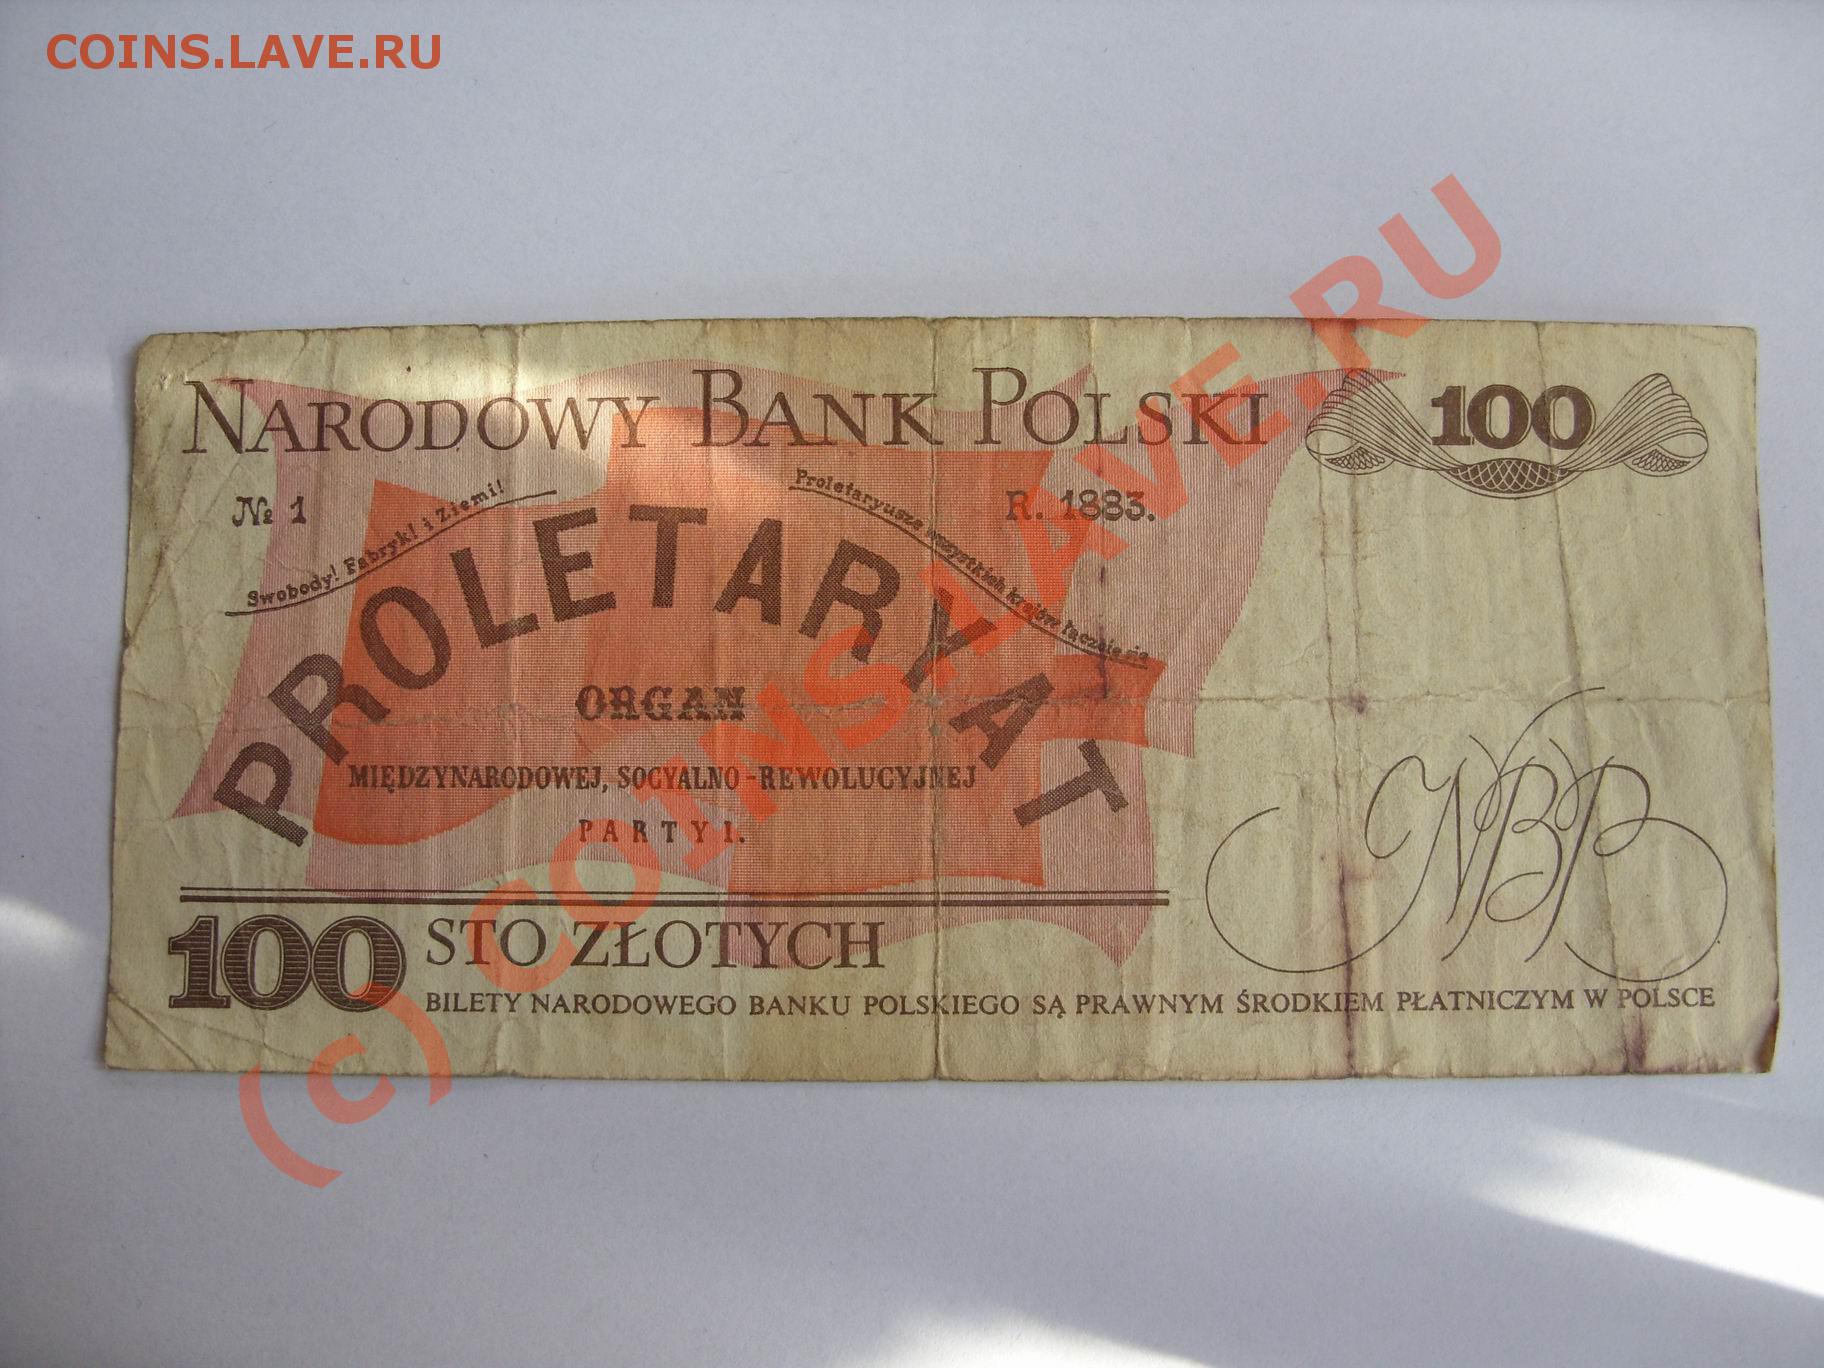 COINS.LAVE.RU
NARODOWY BANK POLSKI
100
№ 1
R. 1883.
Swobody! Fabryk! i Ziemi!
Proletaryusze wszystkich krajów łączcie się
PROLETARYAT
ORGAN
MIĘDZYNARODOWEJ, SOCYALNO-REWOLUCYJNEJ
PARTYI.
NBP
100 STO ZŁOTYCH
BILETY NARODOWEGO BANKU POLSKIEGO SĄ PRAWNYM ŚRODKIEM PŁATNICZYM W POLSCE
(c) COINS.LAVE.RU